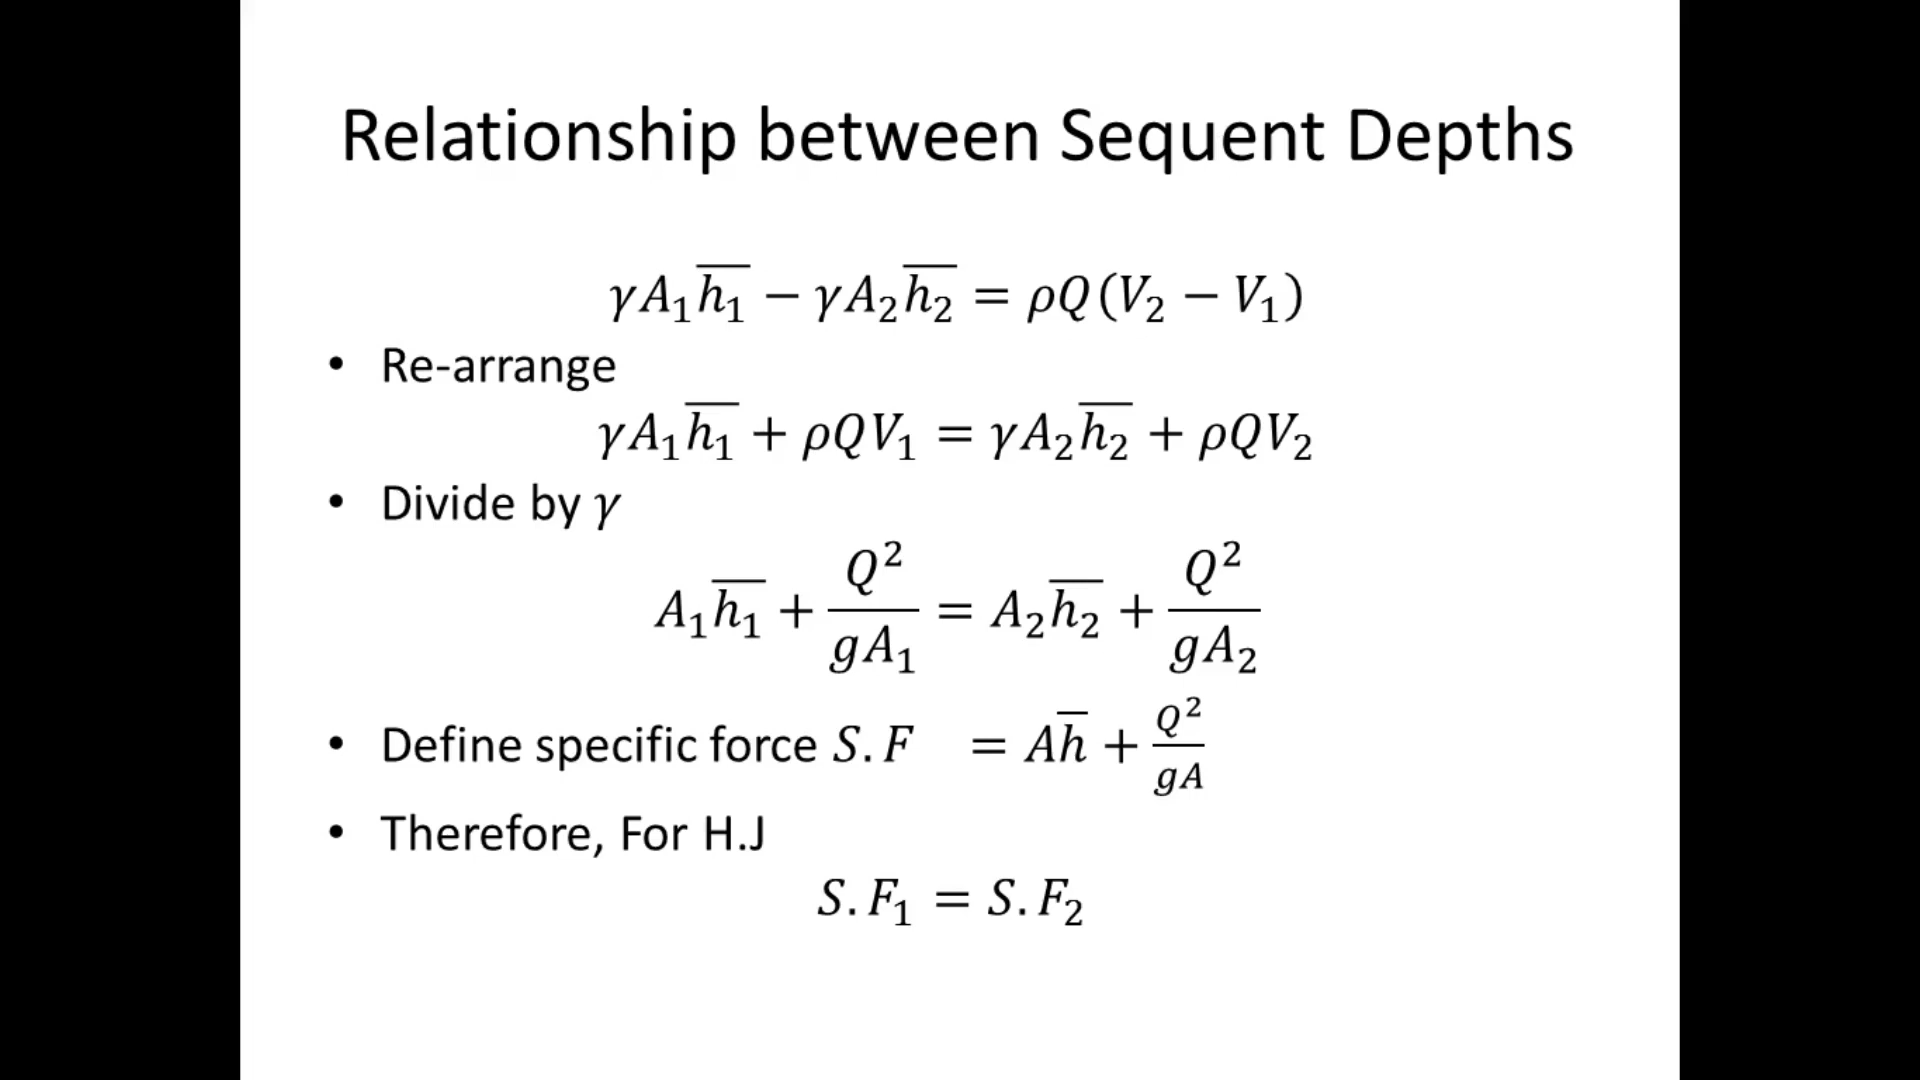 Relationship between Sequent Depths
γA₁h̅₁ − γA₂h̅₂ = ρQ(V₂ − V₁)
• Re-arrange
γA₁h̅₁ + ρQV₁ = γA₂h̅₂ + ρQV₂
• Divide by γ
A₁h̅₁ + Q²/gA₁ = A₂h̅₂ + Q²/gA₂
• Define specific force S.F = Ah̅ + Q²/gA
• Therefore, For H.J
S.F₁ = S.F₂